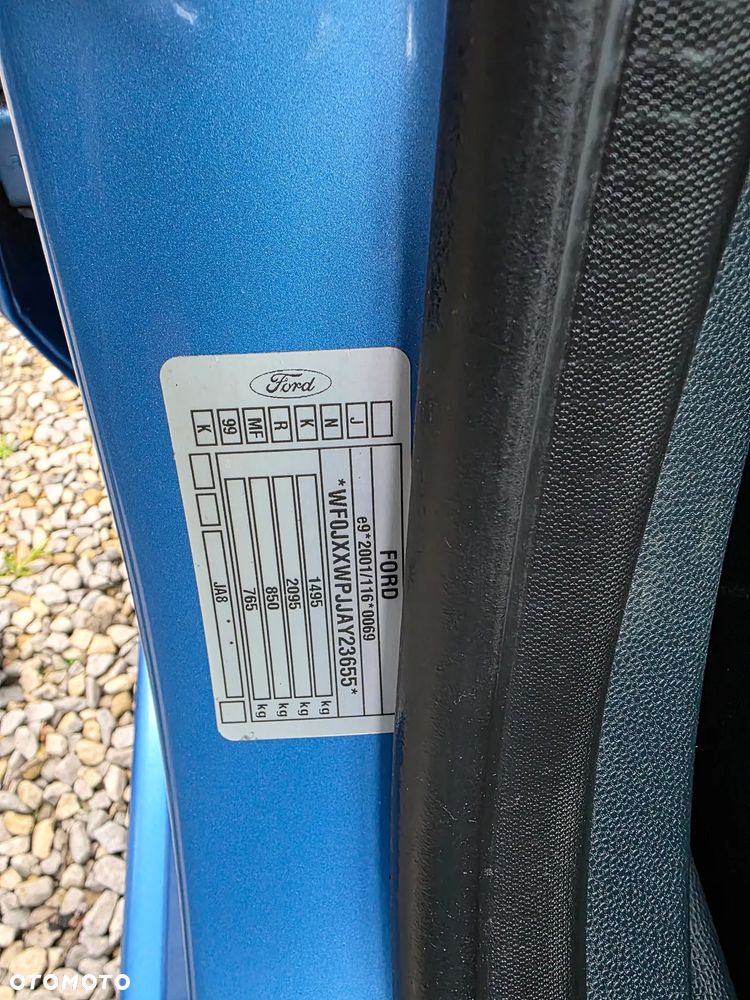 Ford
FORD
e9*2001/116*0069
*WF0JXXWPJJAY23655*
1495 kg
2095 kg
850 kg
765 kg
JA8
J
N
K
R
MF
99
K
OTOMOTO